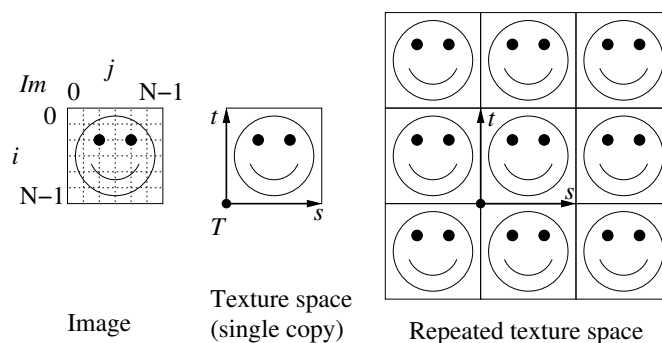 j
Im 0 N−1
0
i
N−1
Image
t
T s
Texture space
(single copy)
t
s
Repeated texture space